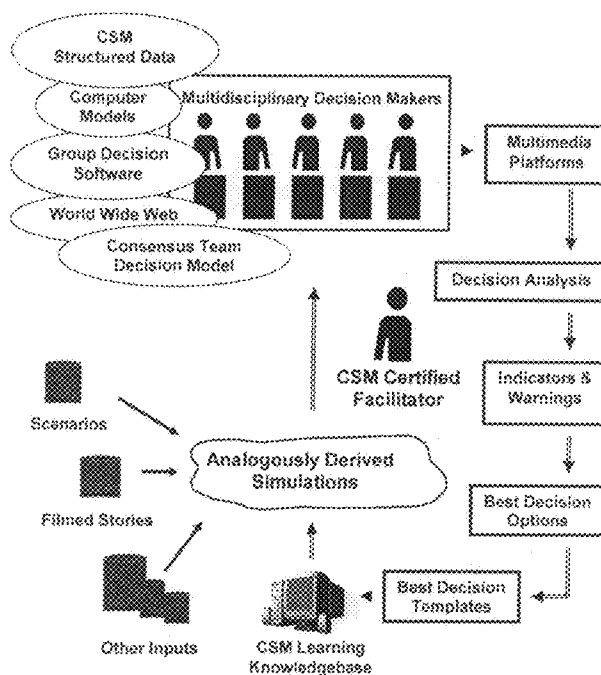 CSM
Structured Data
Computer
Models
Group Decision
Software
World Wide Web
Consensus Team
Decision Model
Multidisciplinary Decision Makers
Multimedia
Platforms
Decision Analysis
Indicators &
Warnings
Best Decision
Options
Best Decision
Templates
CSM Certified
Facilitator
Scenarios
Analogously Derived
Simulations
Filmed Stories
Other Inputs
CSM Learning
Knowledgebase